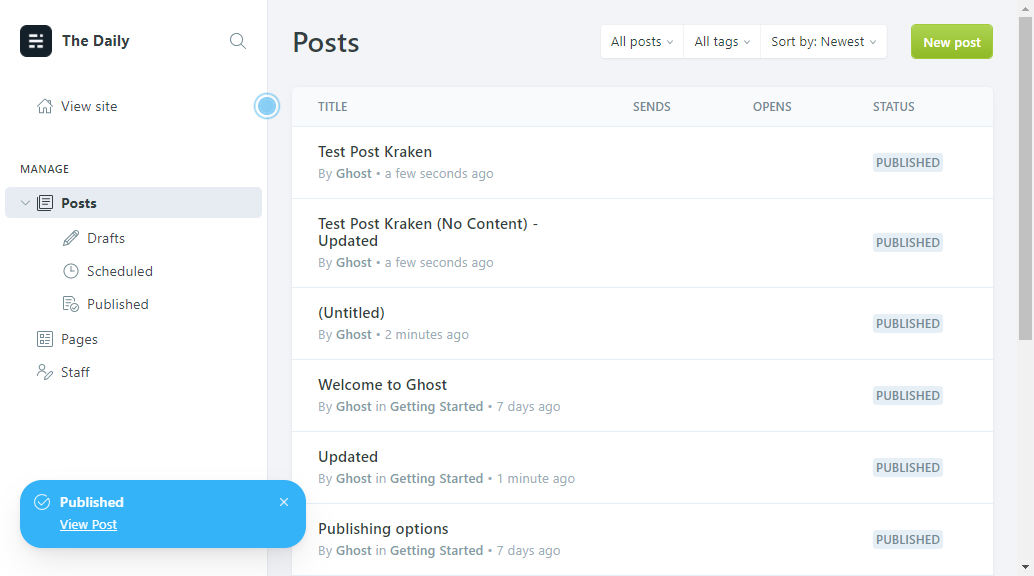 The Daily
View site
MANAGE
Posts
Drafts
Scheduled
Published
Pages
Staff
Published
View Post
Posts
All posts
All tags
Sort by: Newest
New post
TITLE SENDS OPENS STATUS
Test Post Kraken
By Ghost • a few seconds ago
PUBLISHED
Test Post Kraken (No Content) -
Updated
By Ghost • a few seconds ago
PUBLISHED
(Untitled)
By Ghost • 2 minutes ago
PUBLISHED
Welcome to Ghost
By Ghost in Getting Started • 7 days ago
PUBLISHED
Updated
By Ghost in Getting Started • 1 minute ago
PUBLISHED
Publishing options
By Ghost in Getting Started • 7 days ago
PUBLISHED